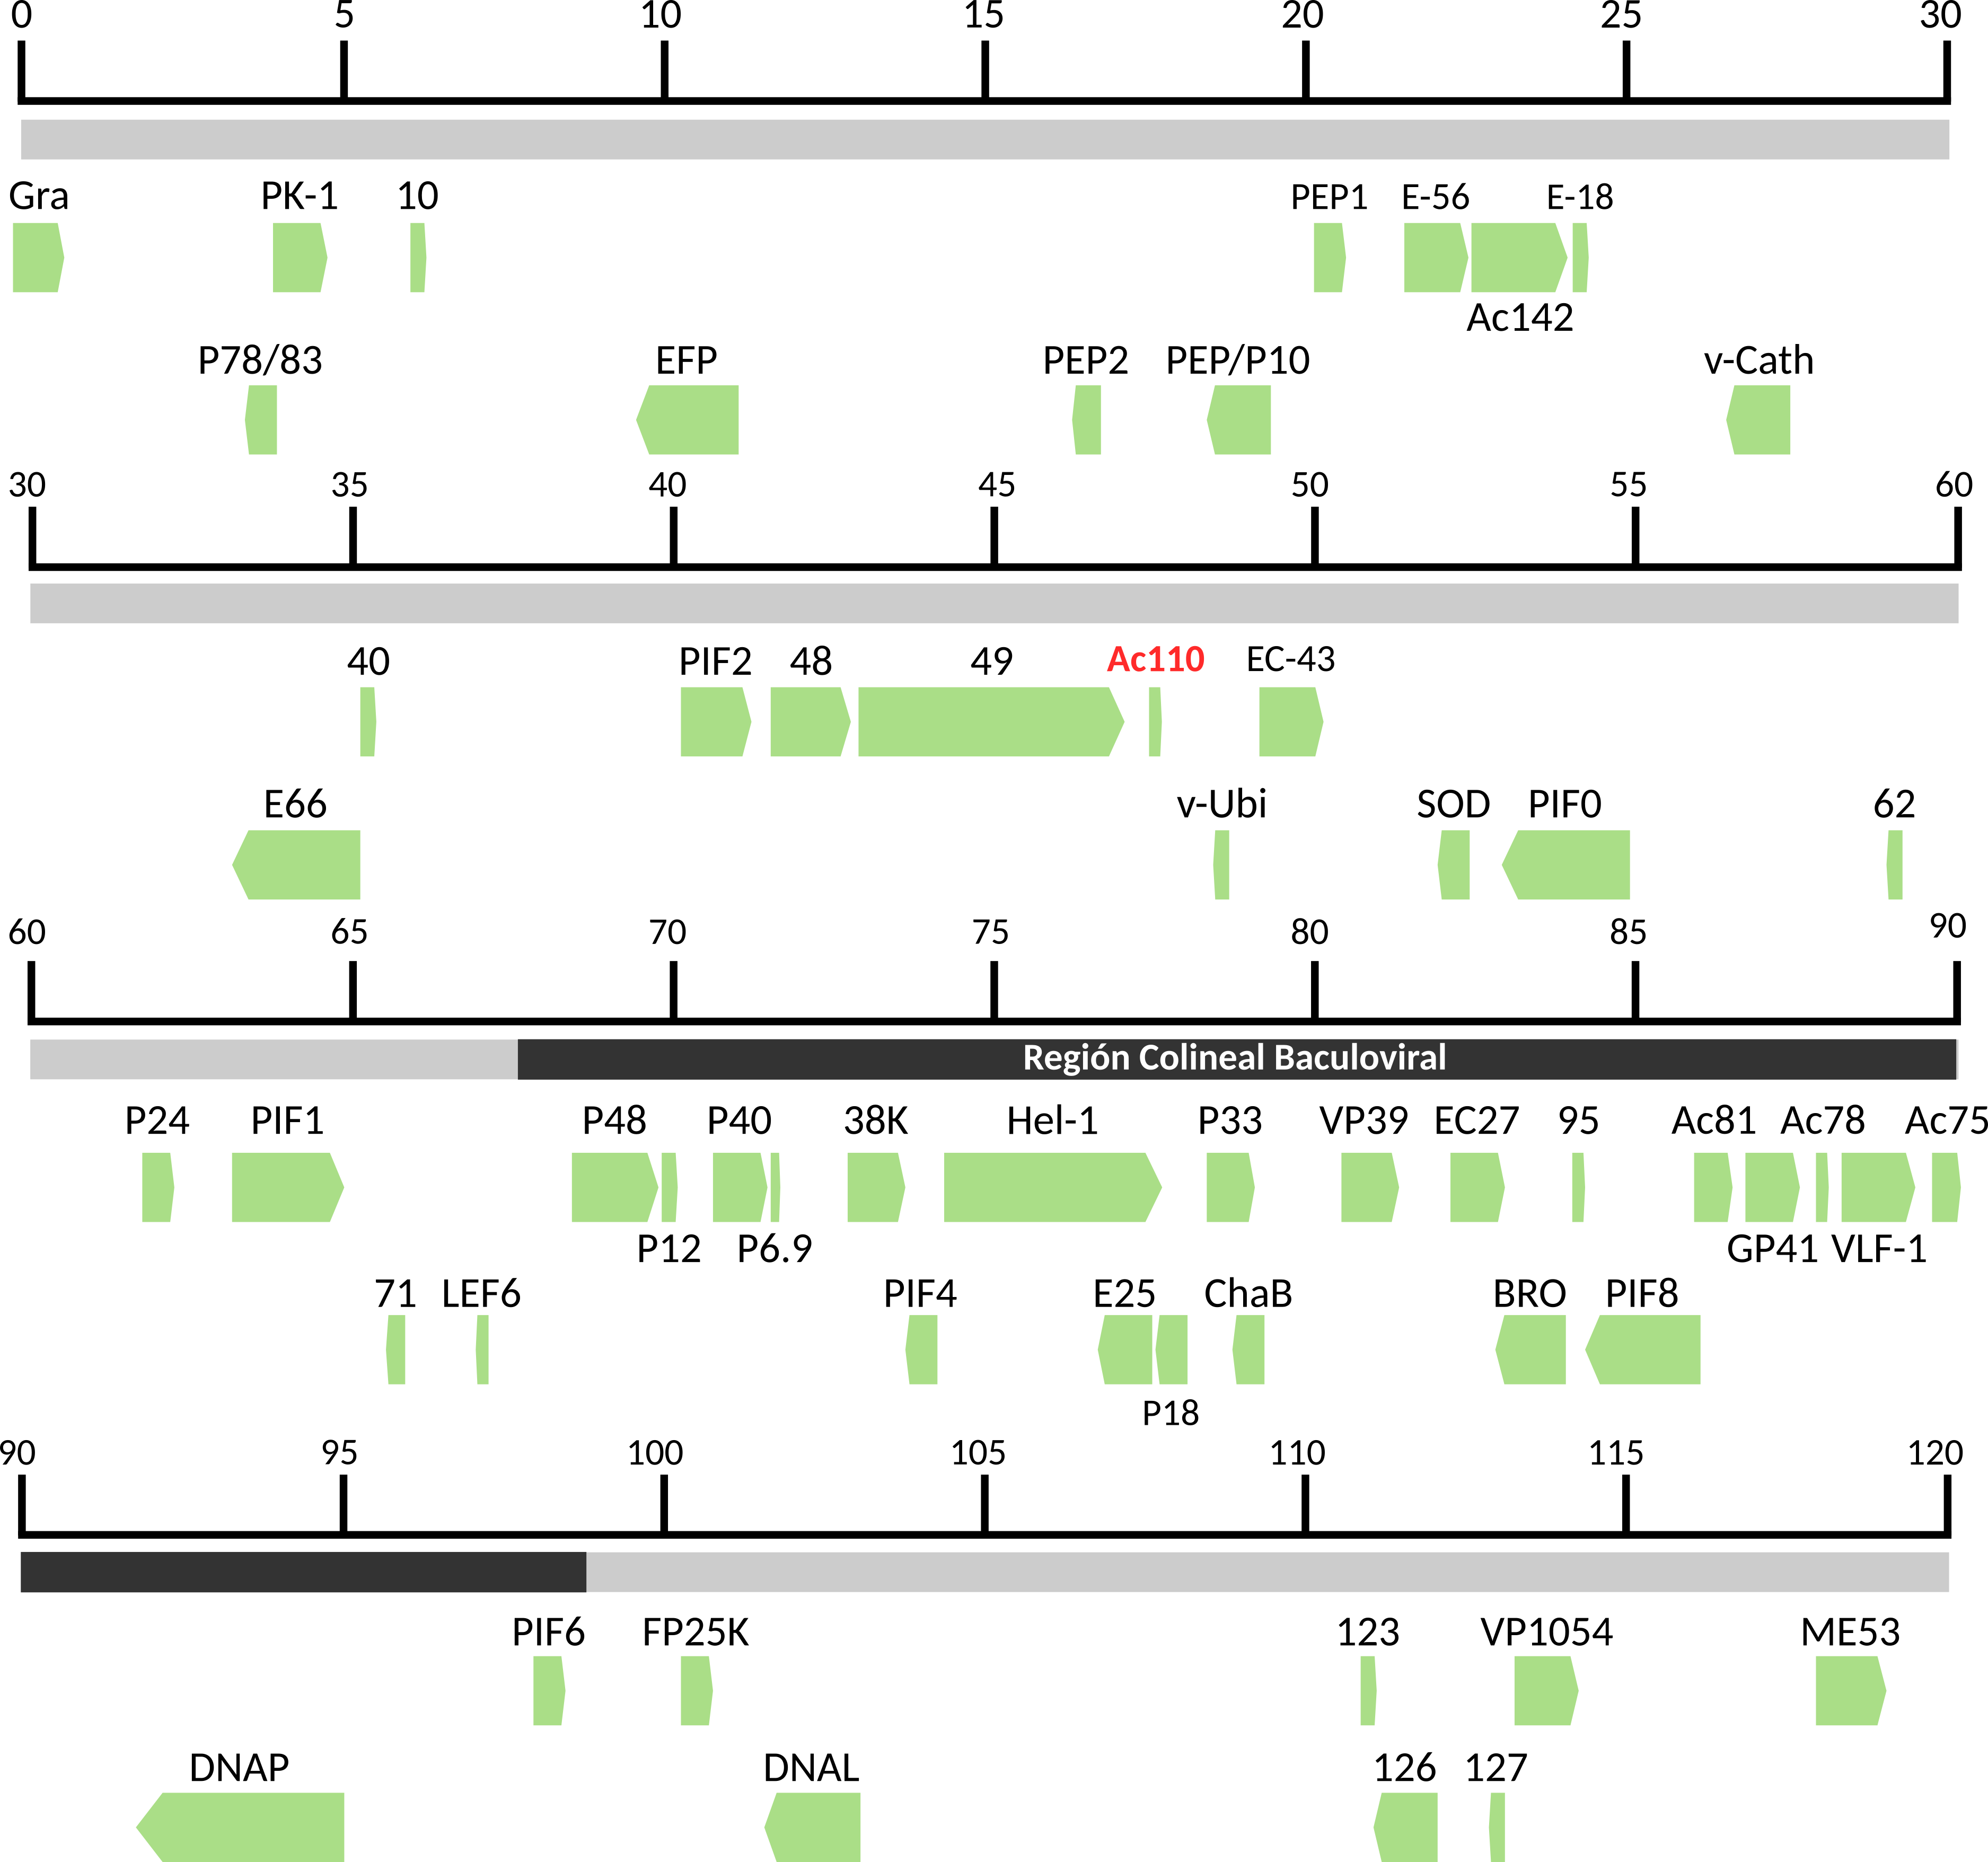 0 5 10 15 20 25 30
Gra PK-1 10 PEP1 E-56 E-18
Ac142
P78/83 EFP PEP2 PEP/P10 v-Cath
30 35 40 45 50 55 60
40 PIF2 48 49 Ac110 EC-43
E66 v-Ubi SOD PIF0 62
60 65 70 75 80 85 90
Región Colineal Baculoviral
P24 PIF1 P48 P40 38K Hel-1 P33 VP39 EC27 95 Ac81 Ac78 Ac75
P12 P6.9 GP41 VLF-1
71 LEF6 PIF4 E25 ChaB BRO PIF8
P18
90 95 100 105 110 115 120
PIF6 FP25K 123 VP1054 ME53
DNAP DNAL 126 127